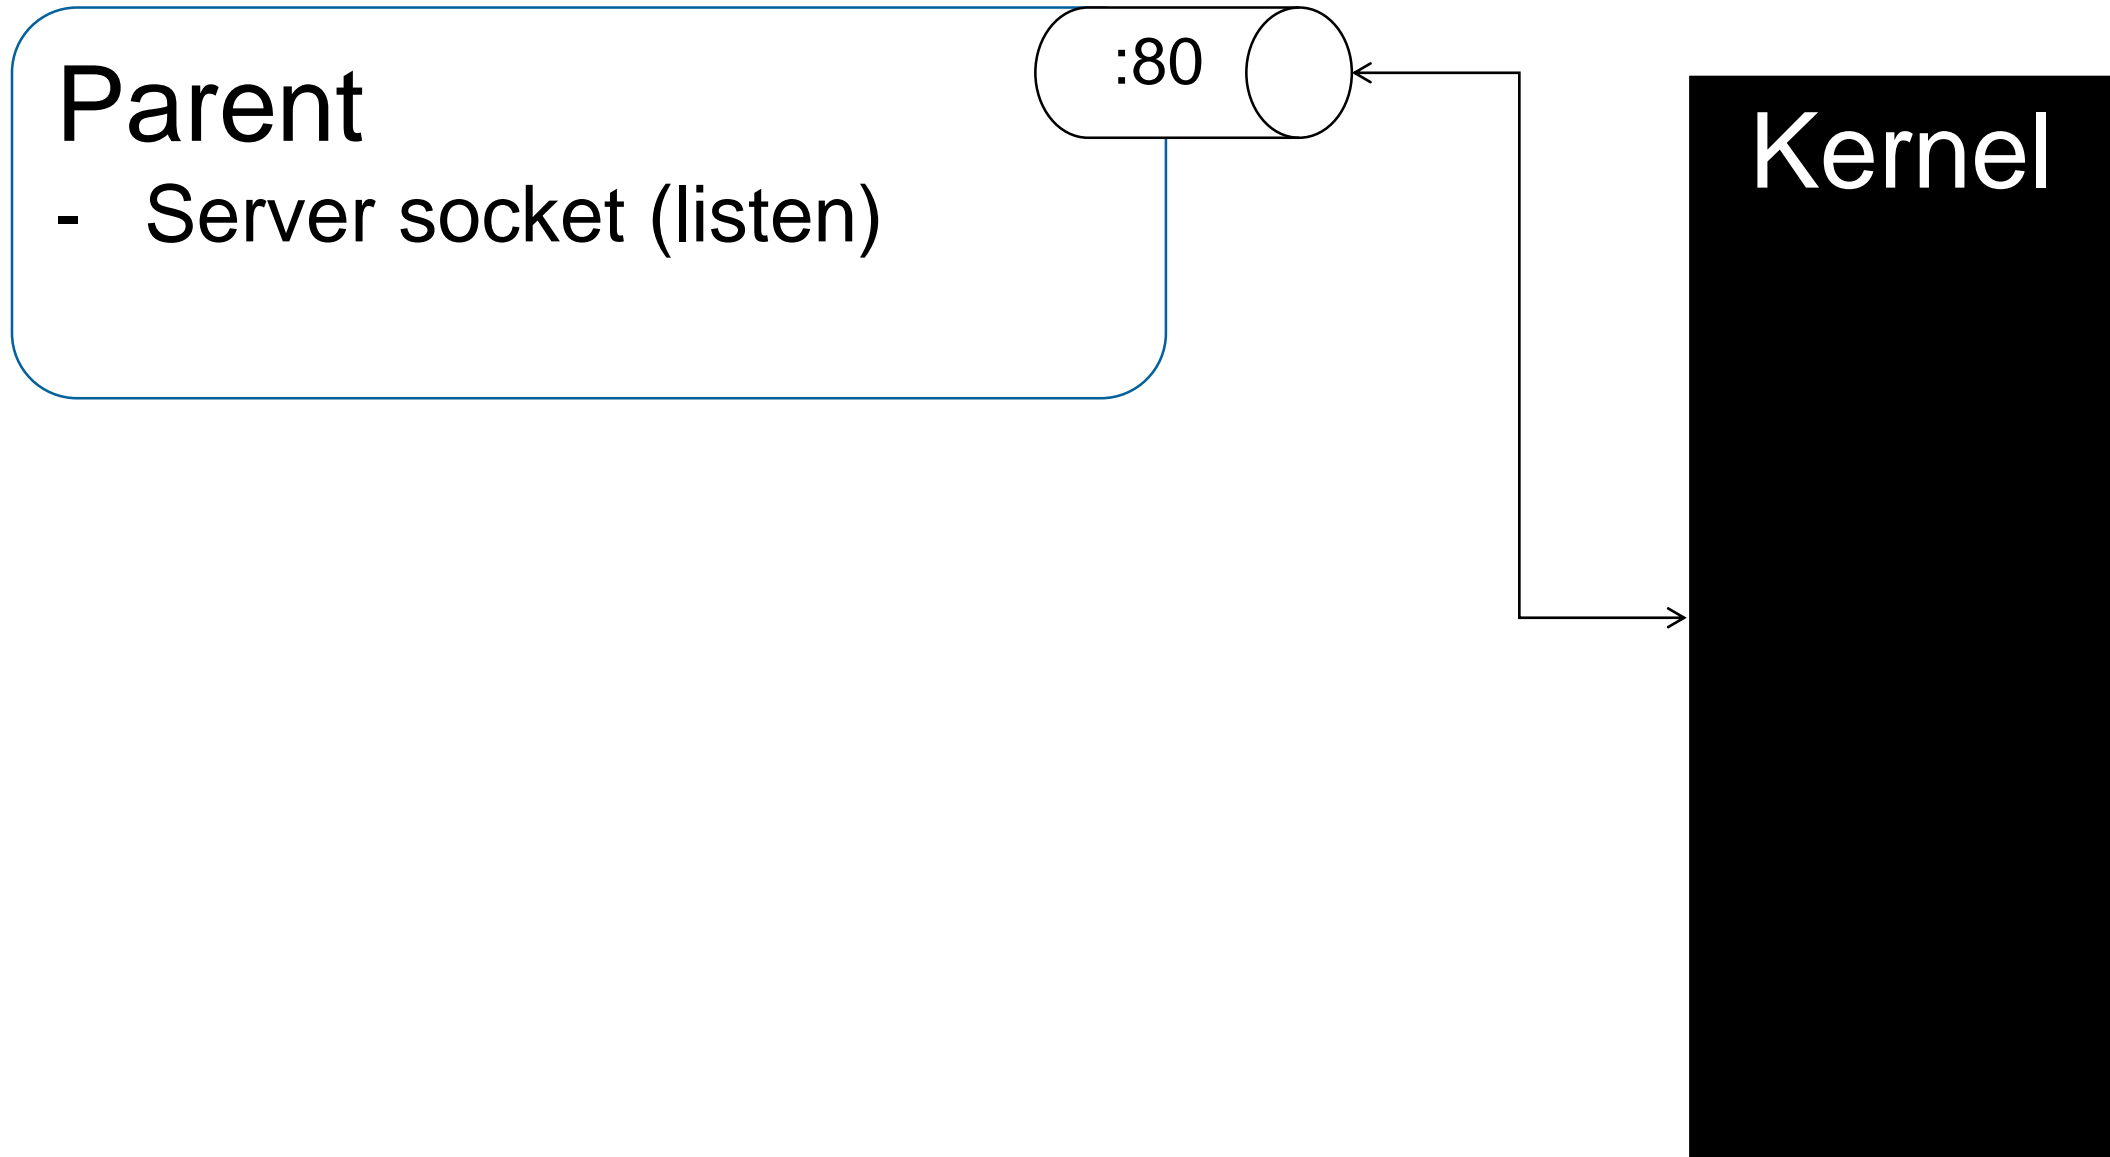 Parent
- Server socket (listen)
:80
Kernel